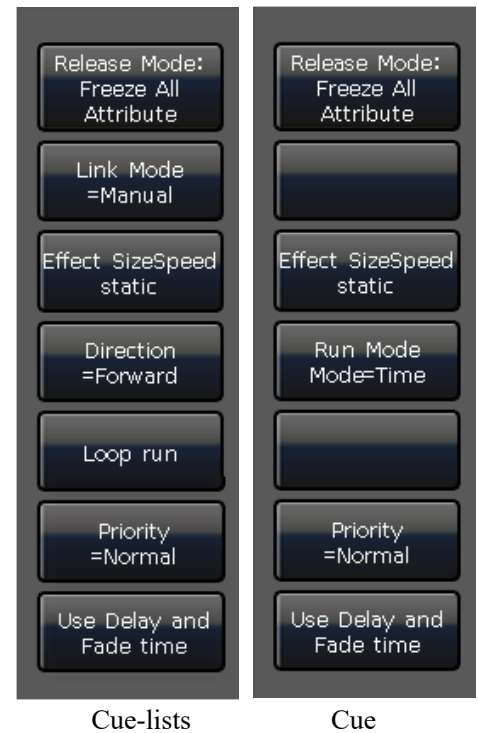 Release Mode:
Freeze All
Attribute
Link Mode
=Manual
Effect SizeSpeed
static
Direction
=Forward
Loop run
Priority
=Normal
Use Delay and
Fade time
Cue-lists
Release Mode:
Freeze All
Attribute
Effect SizeSpeed
static
Run Mode
Mode=Time
Priority
=Normal
Use Delay and
Fade time
Cue